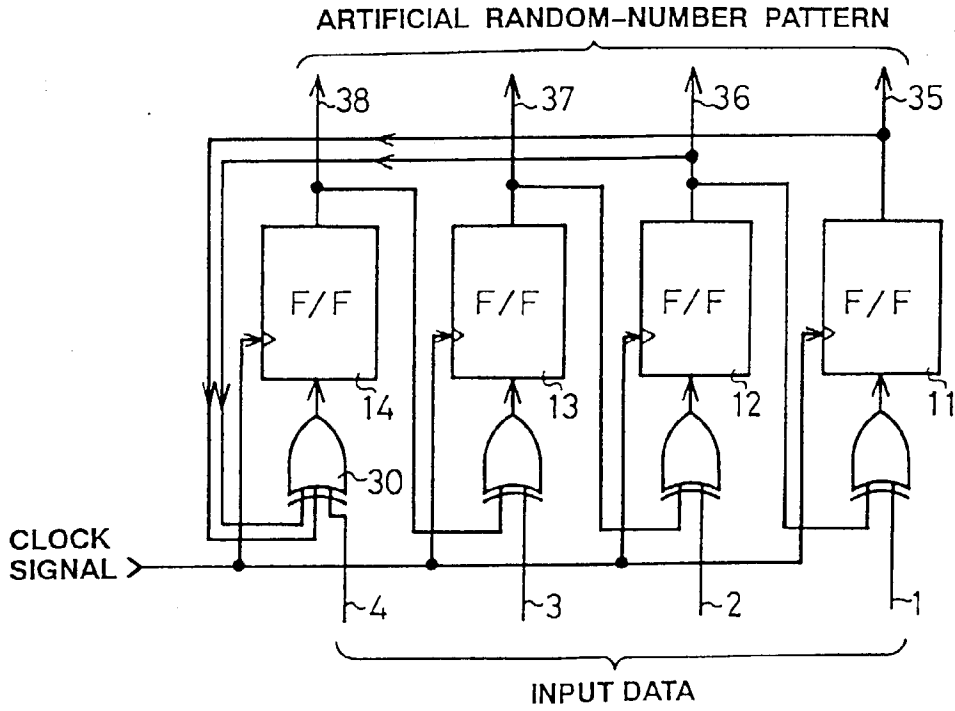 ARTIFICIAL RANDOM-NUMBER PATTERN
38 37 36 35
F/F F/F F/F F/F
14 13 12 11
30
CLOCK
SIGNAL
4 3 2 1
INPUT DATA